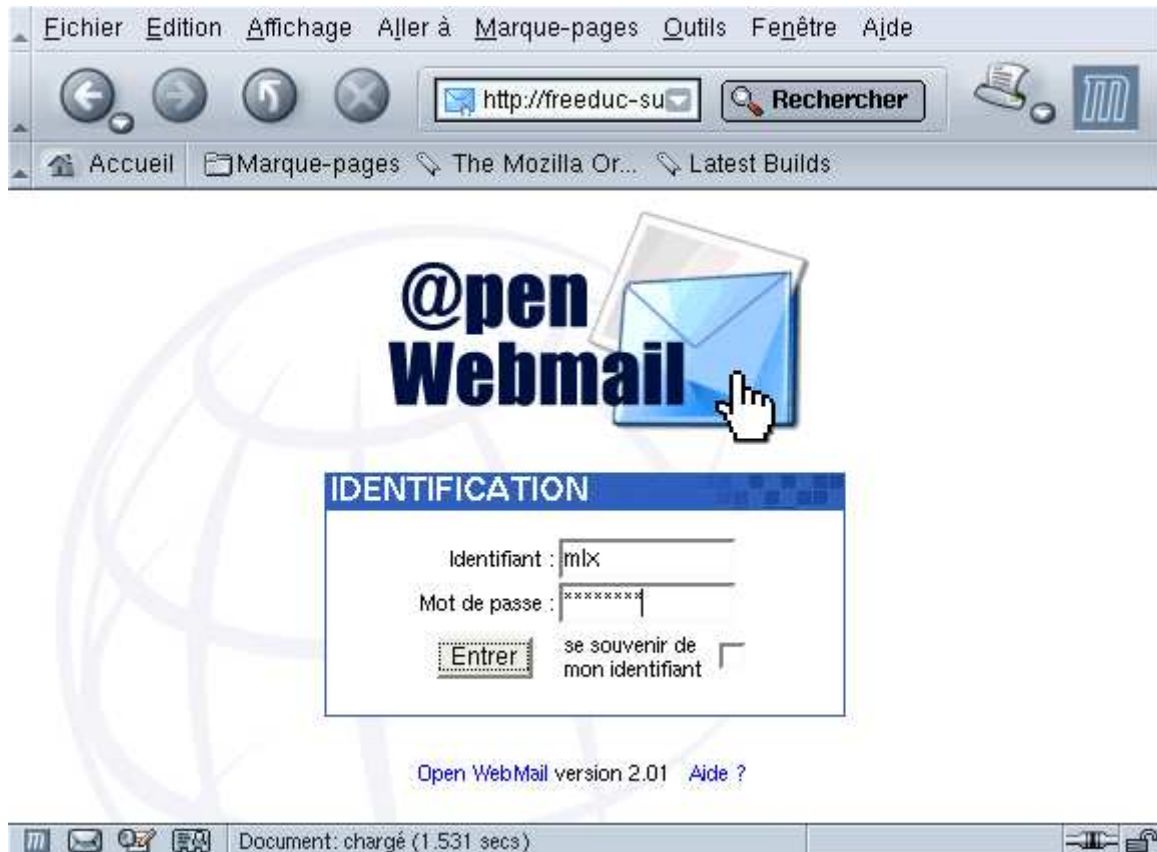 Fichier Edition Affichage Aller à Marque-pages Outils Fenêtre Aide
http://freeduc-su Rechercher
Accueil Marque-pages The Mozilla Or... Latest Builds
@pen
Webmail
IDENTIFICATION
Identifiant : mlx
Mot de passe : ********
Entrer se souvenir de
mon identifiant
Open WebMail version 2.01 Aide ?
Document: chargé (1.531 secs)